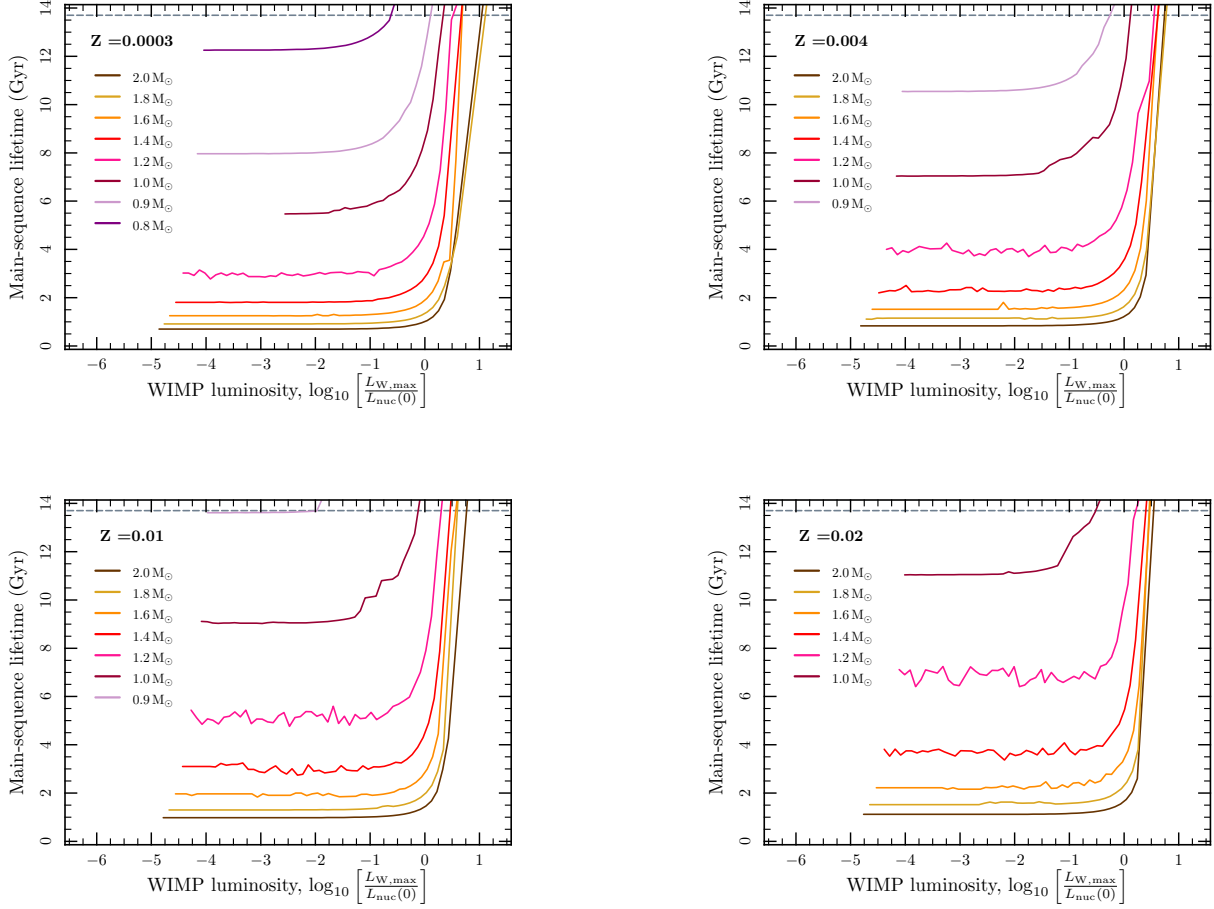 Main-sequence lifetime (Gyr)
0 2 4 6 8 10 12 14
Z =0.0003
2.0 M☉
1.8 M☉
1.6 M☉
1.4 M☉
1.2 M☉
1.0 M☉
0.9 M☉
0.8 M☉
−6 −5 −4 −3 −2 −1 0 1
WIMP luminosity, log₁₀ [L_W,max / L_nuc(0)]
Main-sequence lifetime (Gyr)
0 2 4 6 8 10 12 14
Z =0.004
2.0 M☉
1.8 M☉
1.6 M☉
1.4 M☉
1.2 M☉
1.0 M☉
0.9 M☉
−6 −5 −4 −3 −2 −1 0 1
WIMP luminosity, log₁₀ [L_W,max / L_nuc(0)]
Main-sequence lifetime (Gyr)
0 2 4 6 8 10 12 14
Z =0.01
2.0 M☉
1.8 M☉
1.6 M☉
1.4 M☉
1.2 M☉
1.0 M☉
0.9 M☉
−6 −5 −4 −3 −2 −1 0 1
WIMP luminosity, log₁₀ [L_W,max / L_nuc(0)]
Main-sequence lifetime (Gyr)
0 2 4 6 8 10 12 14
Z =0.02
2.0 M☉
1.8 M☉
1.6 M☉
1.4 M☉
1.2 M☉
1.0 M☉
−6 −5 −4 −3 −2 −1 0 1
WIMP luminosity, log₁₀ [L_W,max / L_nuc(0)]